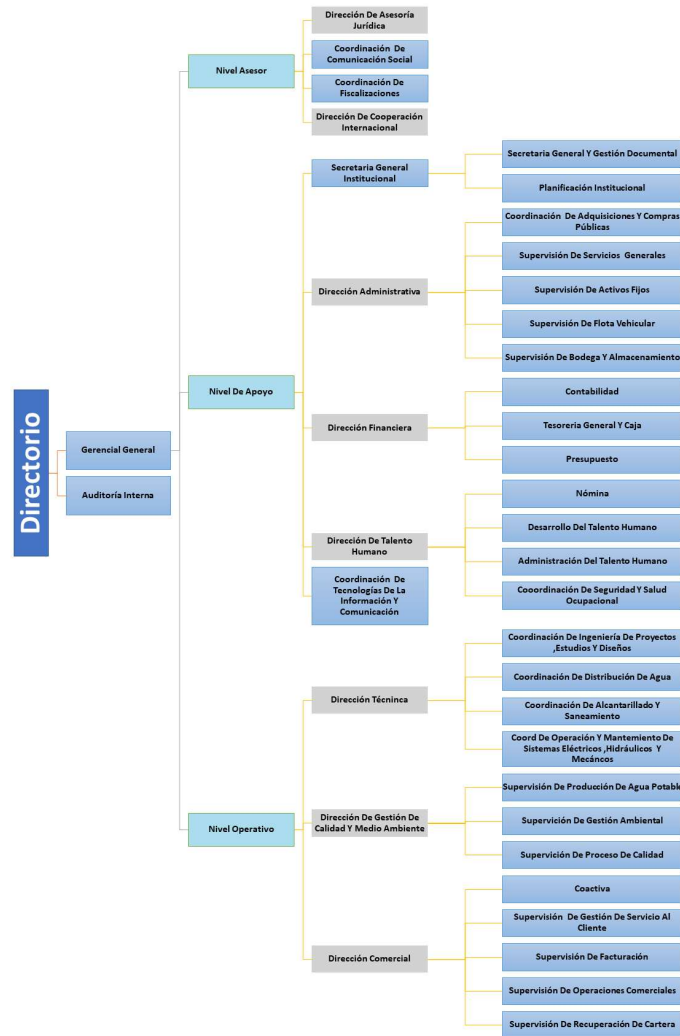 Directorio
Gerencial General
Auditoría Interna
Nivel Asesor
Dirección De Asesoría
Jurídica
Coordinación De
Comunicación Social
Coordinación De
Fiscalizaciones
Dirección De Cooperación
Internacional
Nivel De Apoyo
Secretaria General
Institucional
Secretaria General Y Gestión Documental
Planificación Institucional
Dirección Administrativa
Coordinación De Adquisiciones Y Compras
Públicas
Supervisión De Servicios Generales
Supervisión De Activos Fijos
Supervisión De Flota Vehicular
Supervisión De Bodega Y Almacenamiento
Dirección Financiera
Contabilidad
Tesoreria General Y Caja
Presupuesto
Dirección De Talento
Humano
Nómina
Desarrollo Del Talento Humano
Administración Del Talento Humano
Cooordinación De Seguridad Y Salud
Ocupacional
Coordinación De
Tecnologías De La
Información Y
Comunicación
Nivel Operativo
Dirección Técninca
Coordinación De Ingeniería De Proyectos
,Estudios Y Diseños
Coordinación De Distribución De Agua
Coordinación De Alcantarillado Y
Saneamiento
Coord De Operación Y Mantemiento De
Sistemas Eléctricos ,Hidráulicos Y
Mecáncos
Dirección De Gestión De
Calidad Y Medio Ambiente
Supervisión De Producción De Agua Potable
Supervición De Gestión Ambiental
Supervición De Proceso De Calidad
Dirección Comercial
Coactiva
Supervisión De Gestión De Servicio Al
Cliente
Supervisión De Facturación
Supervisión De Operaciones Comerciales
Supervisión De Recuperación De Cartera